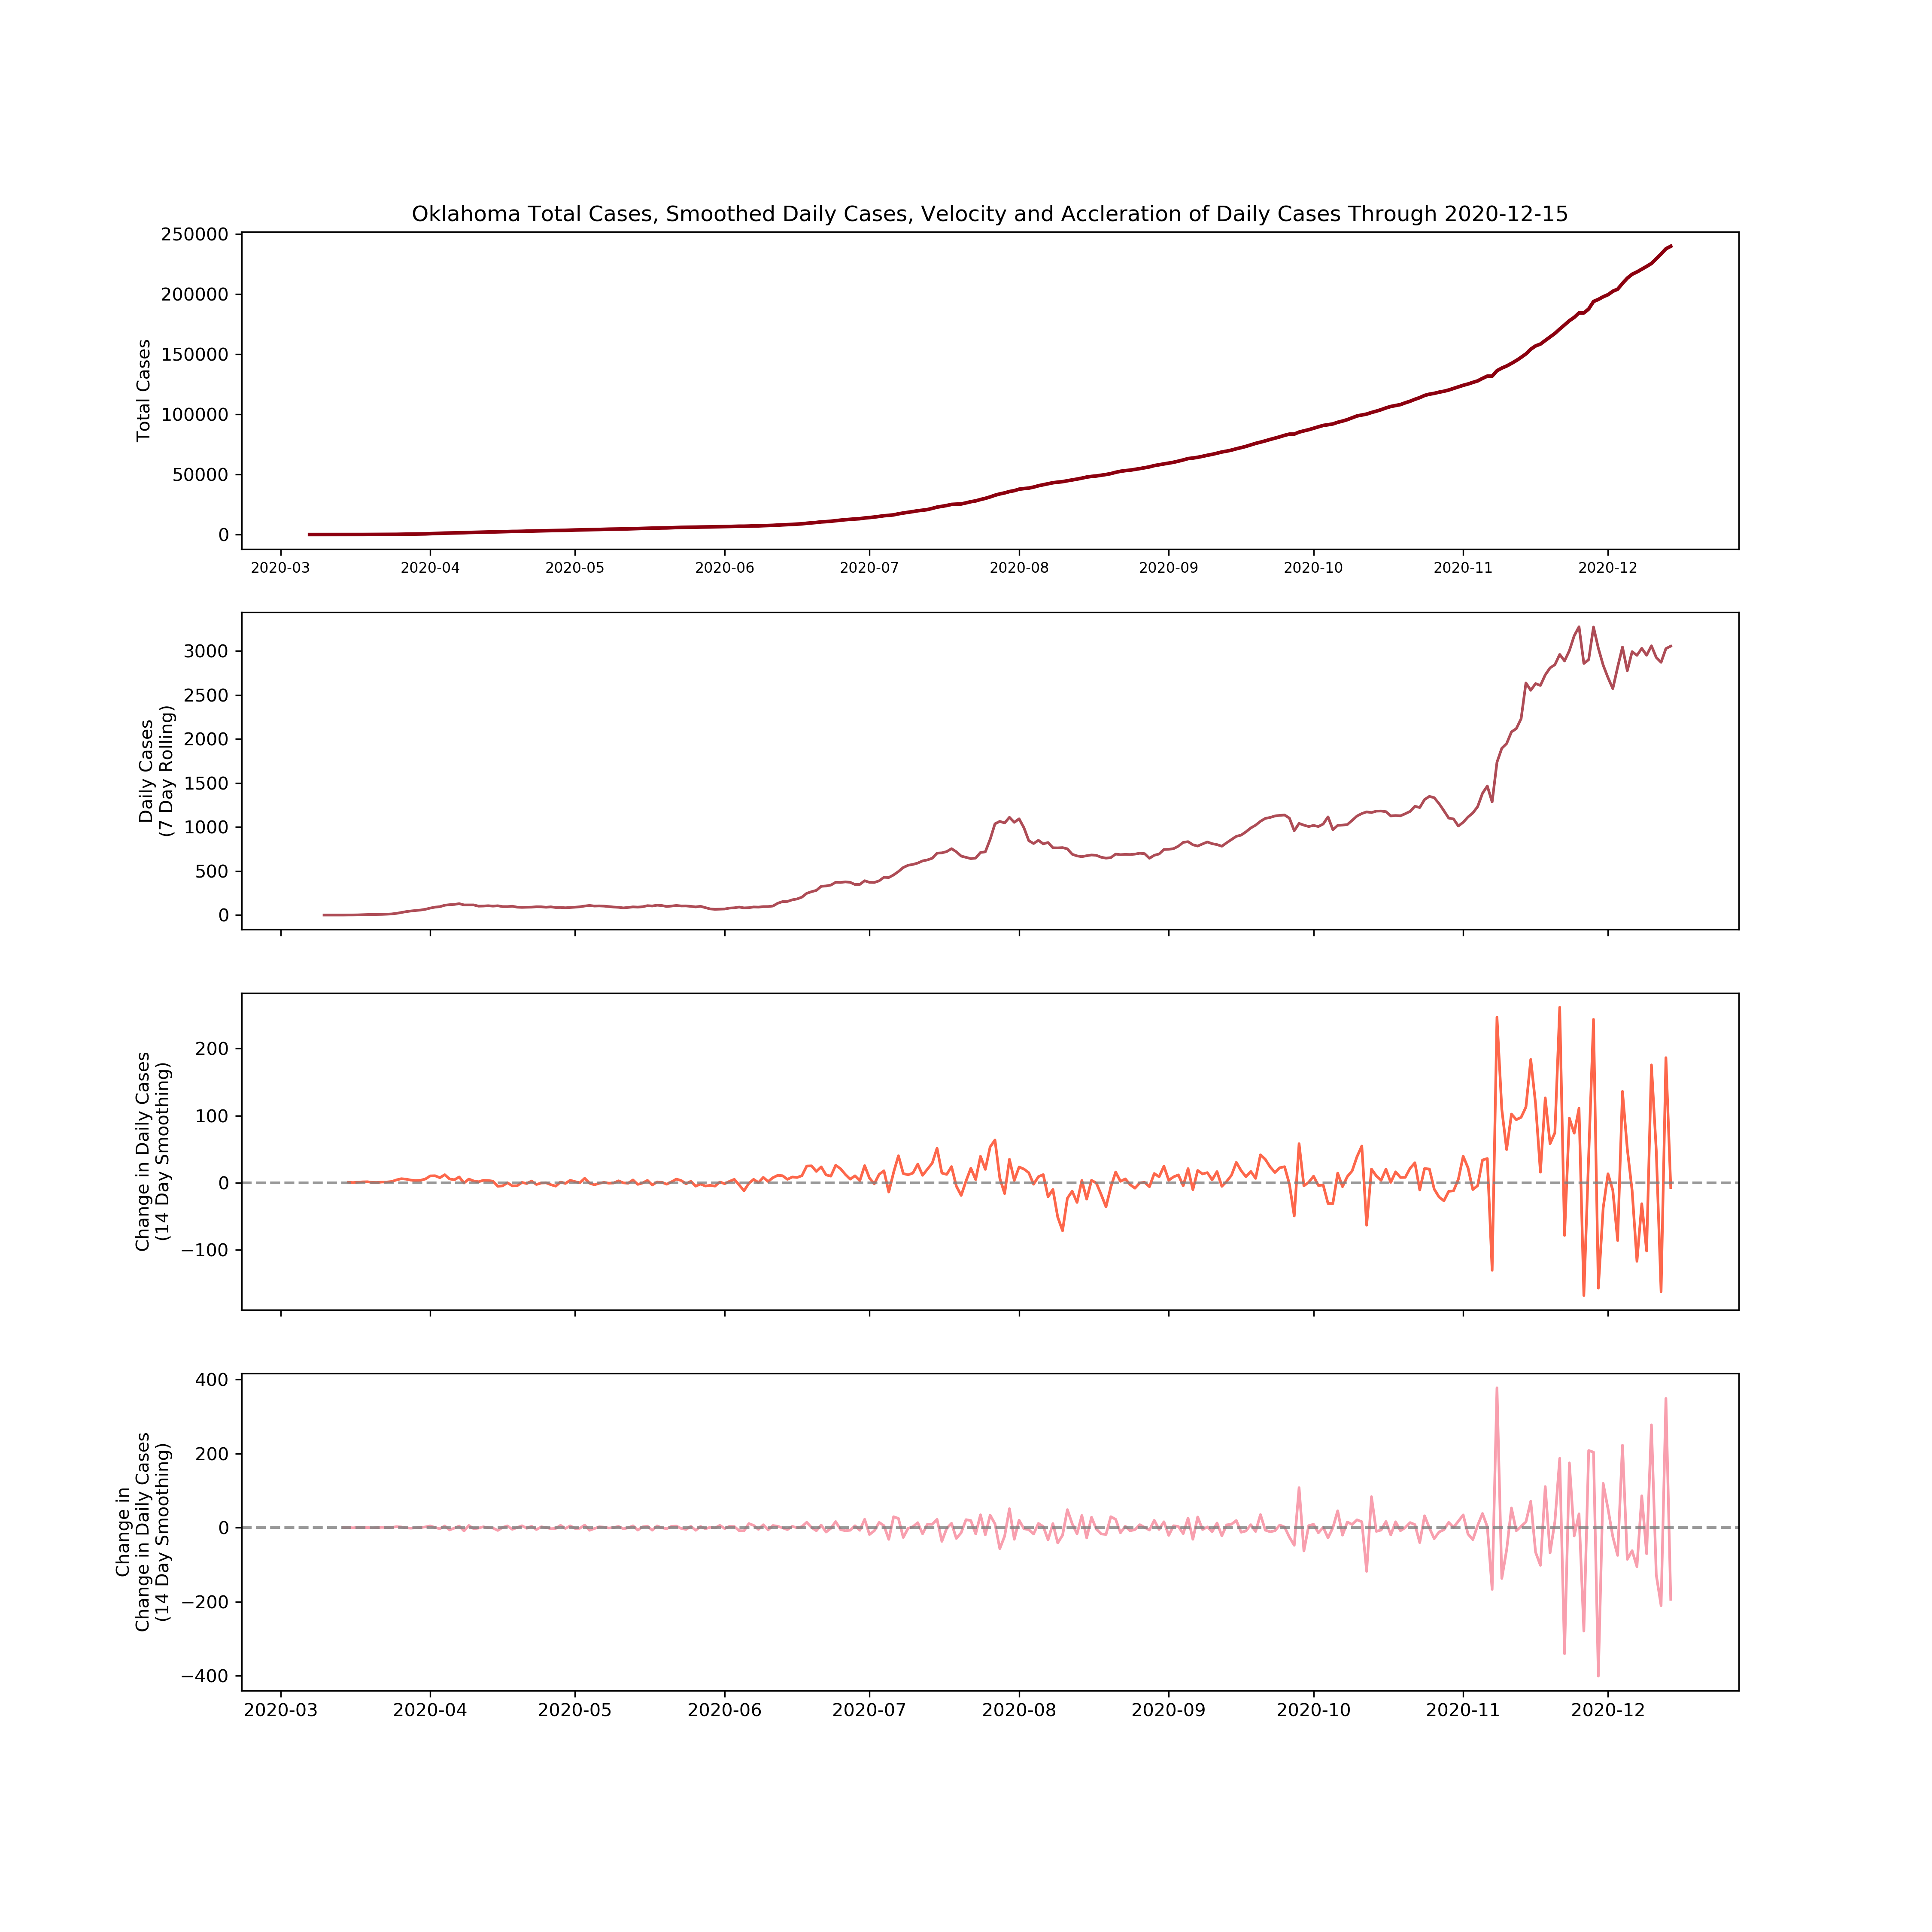 Oklahoma Total Cases, Smoothed Daily Cases, Velocity and Accleration of Daily Cases Through 2020-12-15
Total Cases
250000
200000
150000
100000
50000
0
2020-03 2020-04 2020-05 2020-06 2020-07 2020-08 2020-09 2020-10 2020-11 2020-12
Daily Cases
(7 Day Rolling)
3000
2500
2000
1500
1000
500
0
Change in Daily Cases
(14 Day Smoothing)
200
100
0
−100
Change in
Change in Daily Cases
(14 Day Smoothing)
400
200
0
−200
−400
2020-03 2020-04 2020-05 2020-06 2020-07 2020-08 2020-09 2020-10 2020-11 2020-12